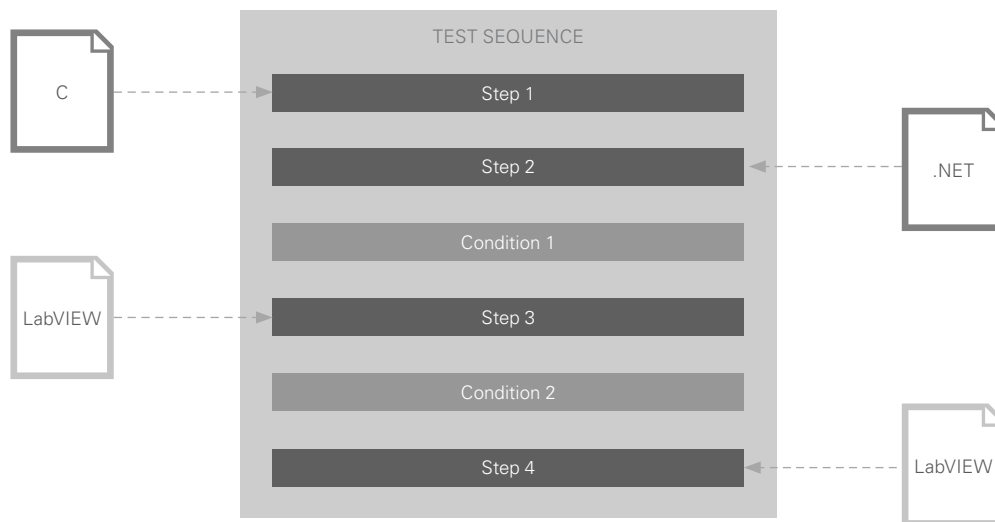 TEST SEQUENCE
C
Step 1
Step 2
.NET
Condition 1
LabVIEW
Step 3
Condition 2
Step 4
LabVIEW